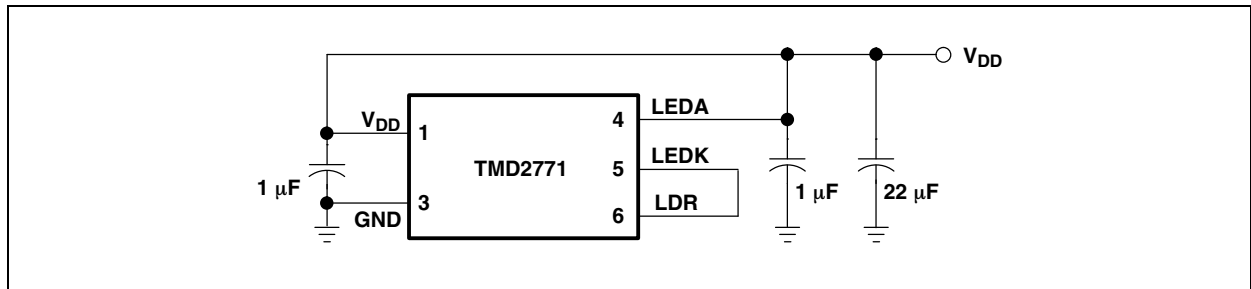 V_DD
LEDA
V_DD
1
4
LEDK
TMD2771
5
1 μF
1 μF
22 μF
3
LDR
GND
6